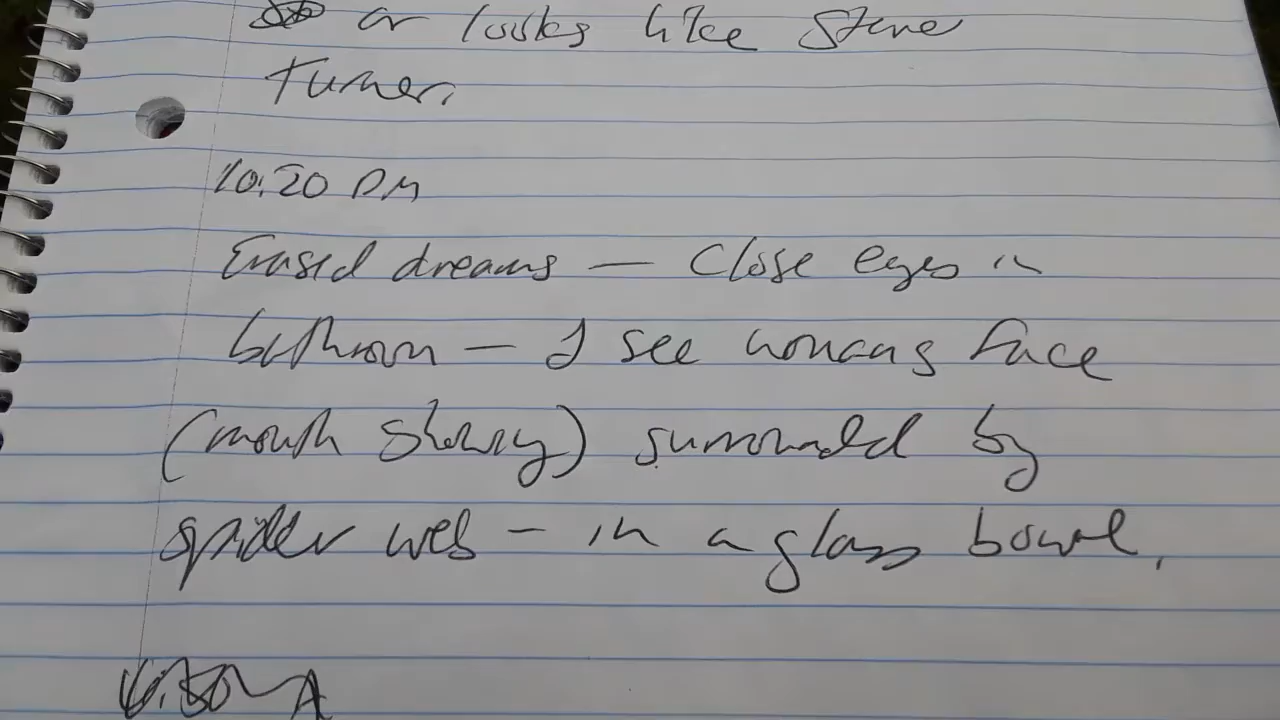 or looks like Steve
Turner.
10.20 PM
Erased dreams — Close eyes in
bathroom — I see womans face
(mouth showing) surrounded by
spider web — in a glass bowl.